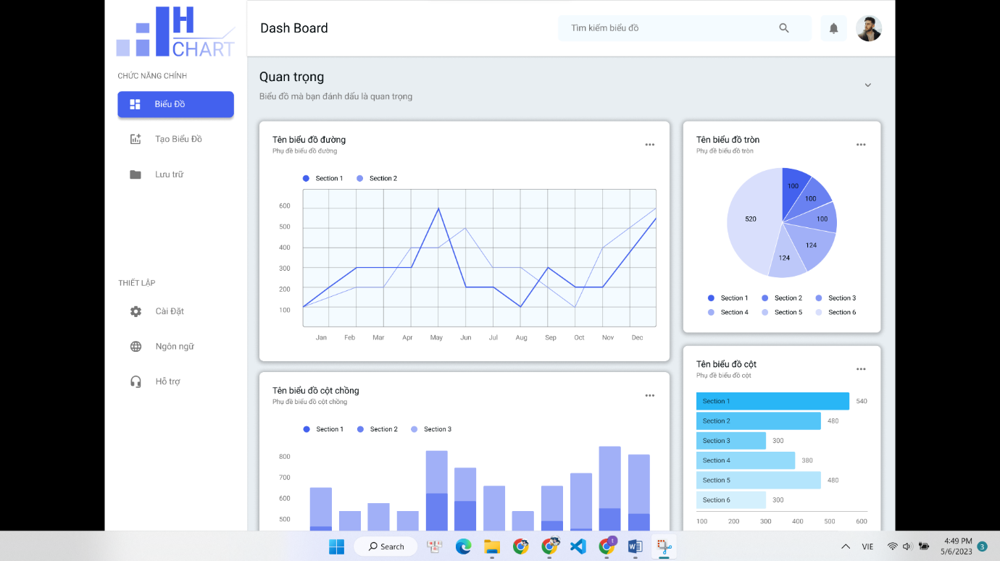 H
CHART
CHỨC NĂNG CHÍNH
Biểu Đồ
Tạo Biểu Đồ
Lưu trữ
THIẾT LẬP
Cài Đặt
Ngôn ngữ
Hỗ trợ
Dash Board
Tìm kiếm biểu đồ
Quan trọng
Biểu đồ mà bạn đánh dấu là quan trọng
Tên biểu đồ đường
Phụ đề biểu đồ đường
Section 1 Section 2
600
500
400
300
200
100
Jan Feb Mar Apr May Jun Jul Aug Sep Oct Nov Dec
Tên biểu đồ tròn
Phụ đề biểu đồ tròn
100
100
100
124
124
520
Section 1 Section 2 Section 3
Section 4 Section 5 Section 6
Tên biểu đồ cột chồng
Phụ đề biểu đồ cột chồng
Section 1 Section 2 Section 3
800
700
600
500
Tên biểu đồ cột
Phụ đề biểu đồ cột
Section 1 540
Section 2 480
Section 3 300
Section 4 380
Section 5 480
Section 6 300
100 200 300 400 500 600
Search
1
VIE
4:49 PM
5/6/2023
3